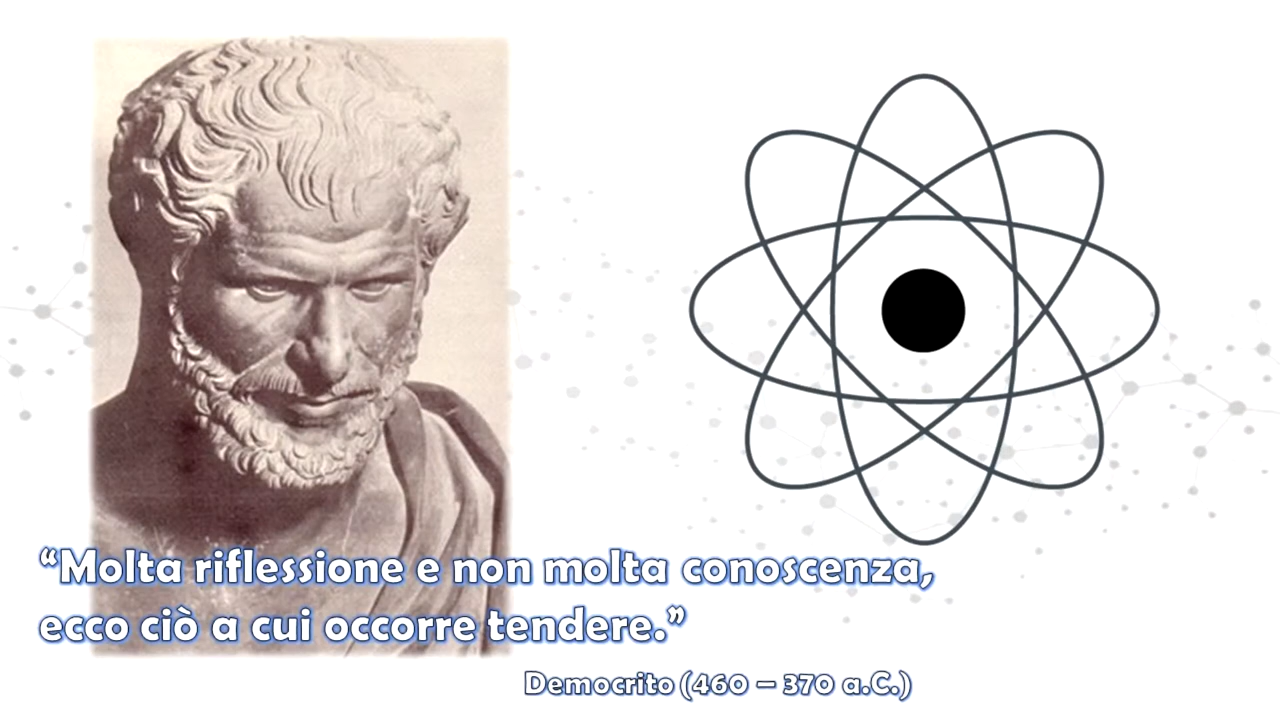 “Molta riflessione e non molta conoscenza,
ecco ciò a cui occorre tendere.”
Democrito (460 – 370 a.C.)